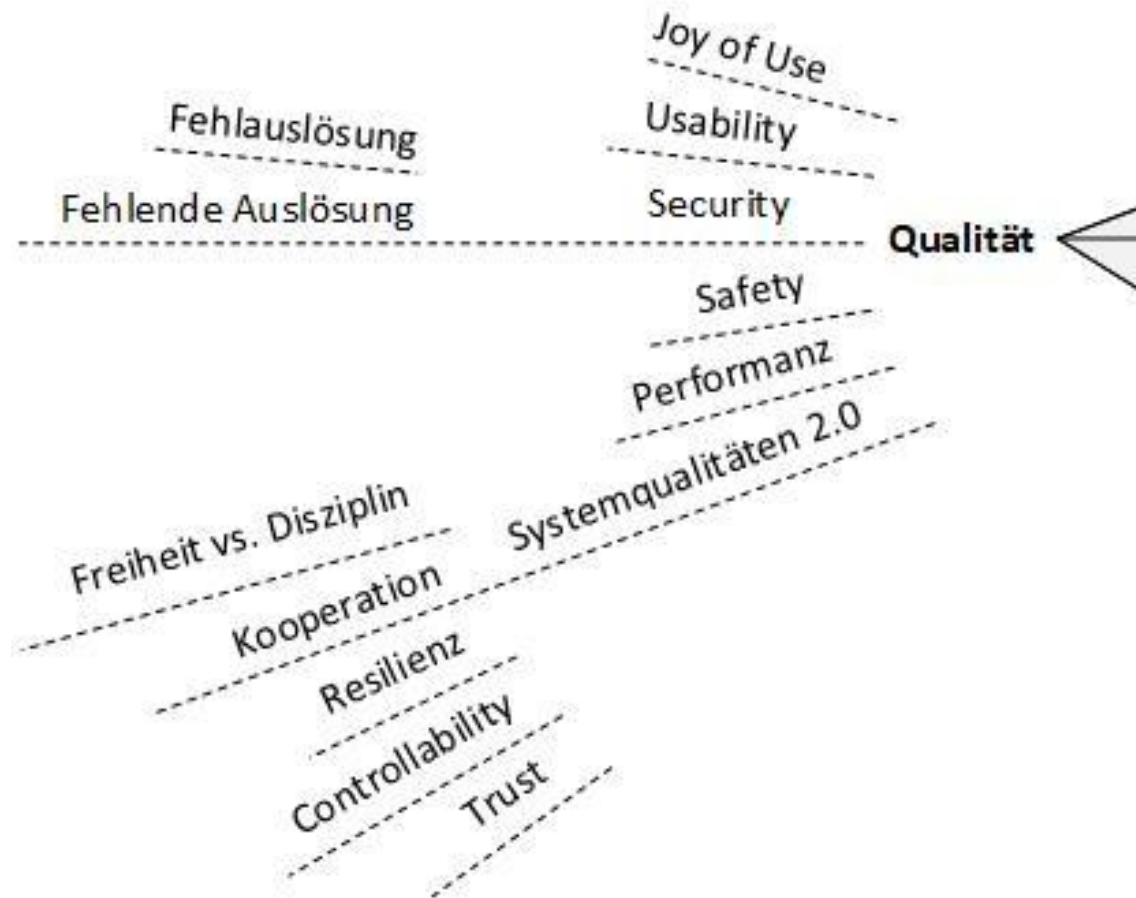 Joy of Use
Usability
Fehlauslösung
Fehlende Auslösung
Security
Qualität
Safety
Performanz
Systemqualitäten 2.0
Freiheit vs. Disziplin
Kooperation
Resilienz
Controllability
Trust